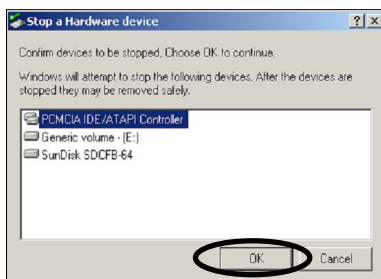 Stop a Hardware device
Confirm devices to be stopped, Choose OK to continue.
Windows will attempt to stop the following devices. After the devices are
stopped they may be removed safely.
PCMCIA IDE/ATAPI Controller
Generic volume - (E:)
SunDisk SDCFB-64
OK
Cancel